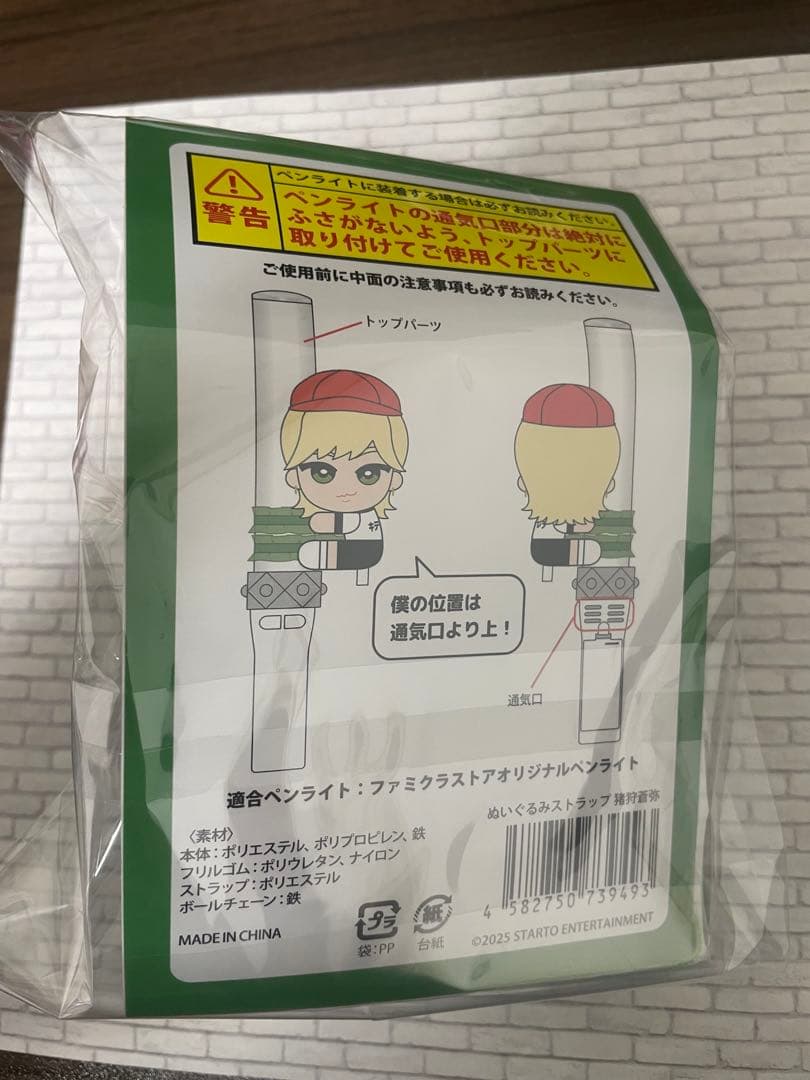 警告
ペンライトに装着する場合は必ずお読みください。
ペンライトの通気口部分は絶対に
ふさがないよう、トップパーツに
取り付けてご使用ください。
ご使用前に中面の注意事項も必ずお読みください。
トップパーツ
僕の位置は
通気口より上!
通気口
適合ペンライト:ファミクラストアオリジナルペンライト
ぬいぐるみストラップ 猪狩蒼弥
〈素材〉
本体:ポリエステル、ポリプロピレン、鉄
フリルゴム:ポリウレタン、ナイロン
ストラップ:ポリエステル
ボールチェーン:鉄
4 582750 739493
MADE IN CHINA
プラ
袋:PP
紙
台紙
©2025 STARTO ENTERTAINMENT